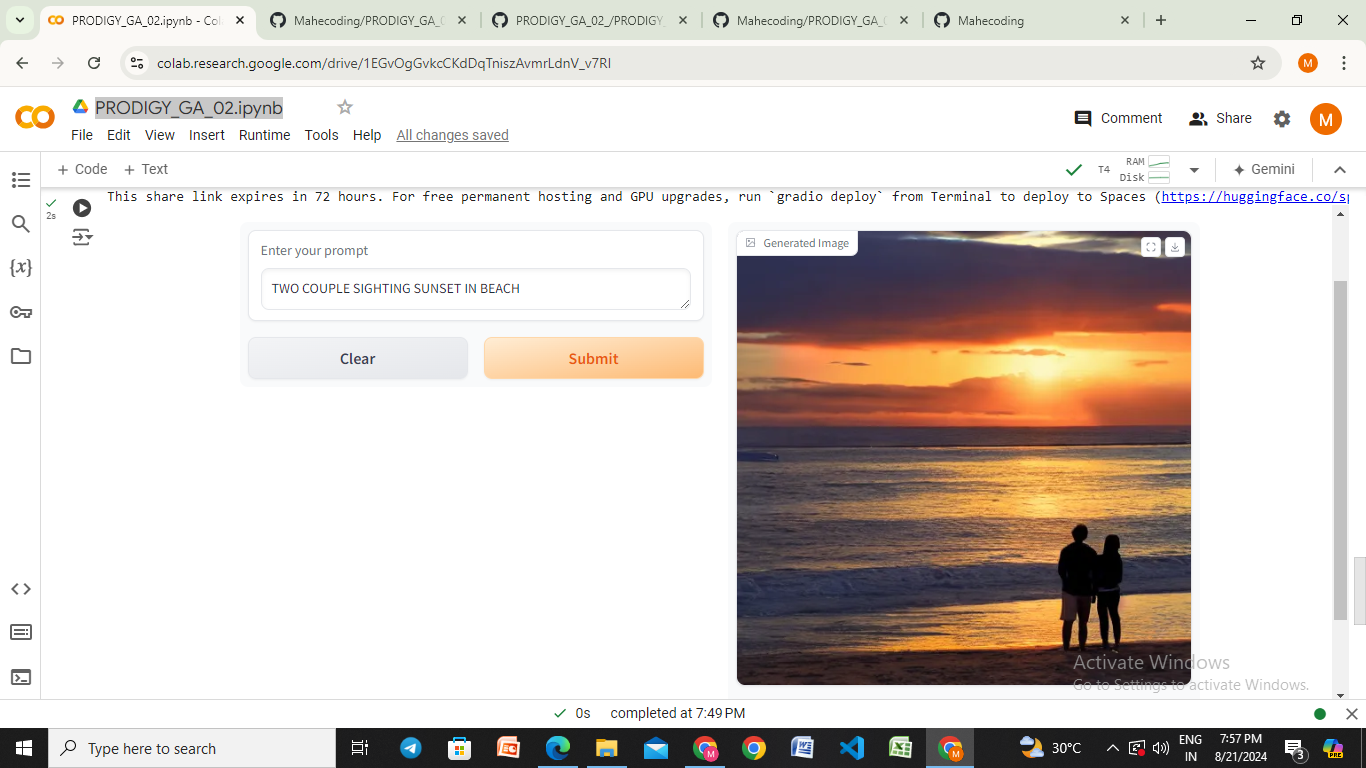 PRODIGY_GA_02.ipynb - Col
Mahecoding/PRODIGY_GA_0
PRODIGY_GA_02_/PRODIGY_
Mahecoding/PRODIGY_GA_0
Mahecoding
colab.research.google.com/drive/1EGvOgGvkcCKdDqTniszAvmrLdnV_v7RI
M
CO
PRODIGY_GA_02.ipynb
File Edit View Insert Runtime Tools Help All changes saved
Comment Share M
+ Code + Text
T4 RAM
Disk
Gemini
2s
This share link expires in 72 hours. For free permanent hosting and GPU upgrades, run `gradio deploy` from Terminal to deploy to Spaces (https://huggingface.co/sp
{x}
Enter your prompt
TWO COUPLE SIGHTING SUNSET IN BEACH
Clear
Submit
Generated Image
Activate Windows
Go to Settings to activate Windows.
0s completed at 7:49 PM
Type here to search
30°C
ENG
IN
7:57 PM
8/21/2024
3
PRE